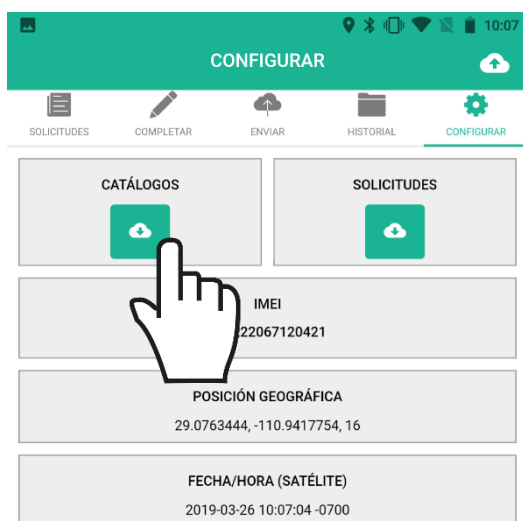 10:07
CONFIGURAR
SOLICITUDES COMPLETAR ENVIAR HISTORIAL CONFIGURAR
CATÁLOGOS SOLICITUDES
IMEI
22067120421
POSICIÓN GEOGRÁFICA
29.0763444, -110.9417754, 16
FECHA/HORA (SATÉLITE)
2019-03-26 10:07:04 -0700